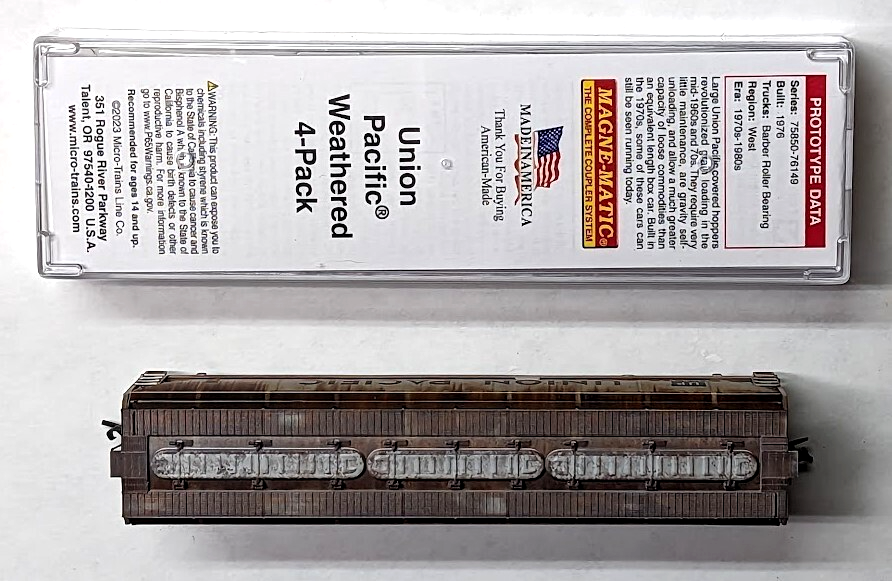 PROTOTYPE DATA
Series: 75850-76149
Built: 1976
Trucks: Barber Roller Bearing
Region: West
Era: 1970s-1980s
Large Union Pacific covered hoppers
revolutionized grain loading in the
mid-1960s and 70s. They require very
little maintenance, are gravity self-
unloading, and allow a much greater
capacity of loose commodities than
an equivalent length box car. Built in
the 1970s, some of these cars can
still be seen running today.
MAGNE-MATIC®
THE COMPLETE COUPLER SYSTEM
MADEINAMERICA
Thank You For Buying
American-Made
Union
Pacific®
Weathered
4-Pack
⚠WARNING: This product can expose you to
chemicals including styrene which is known
to the State of California to cause cancer and
Bisphenol A which is known to the State of
California to cause birth defects or other
reproductive harm. For more information
go to www.P65Warnings.ca.gov.
Recommended for ages 14 and up.
©2023 Micro-Trains Line Co.
351 Rogue River Parkway
Talent, OR 97540-1200 U.S.A.
www.micro-trains.com
UNION PACIFIC